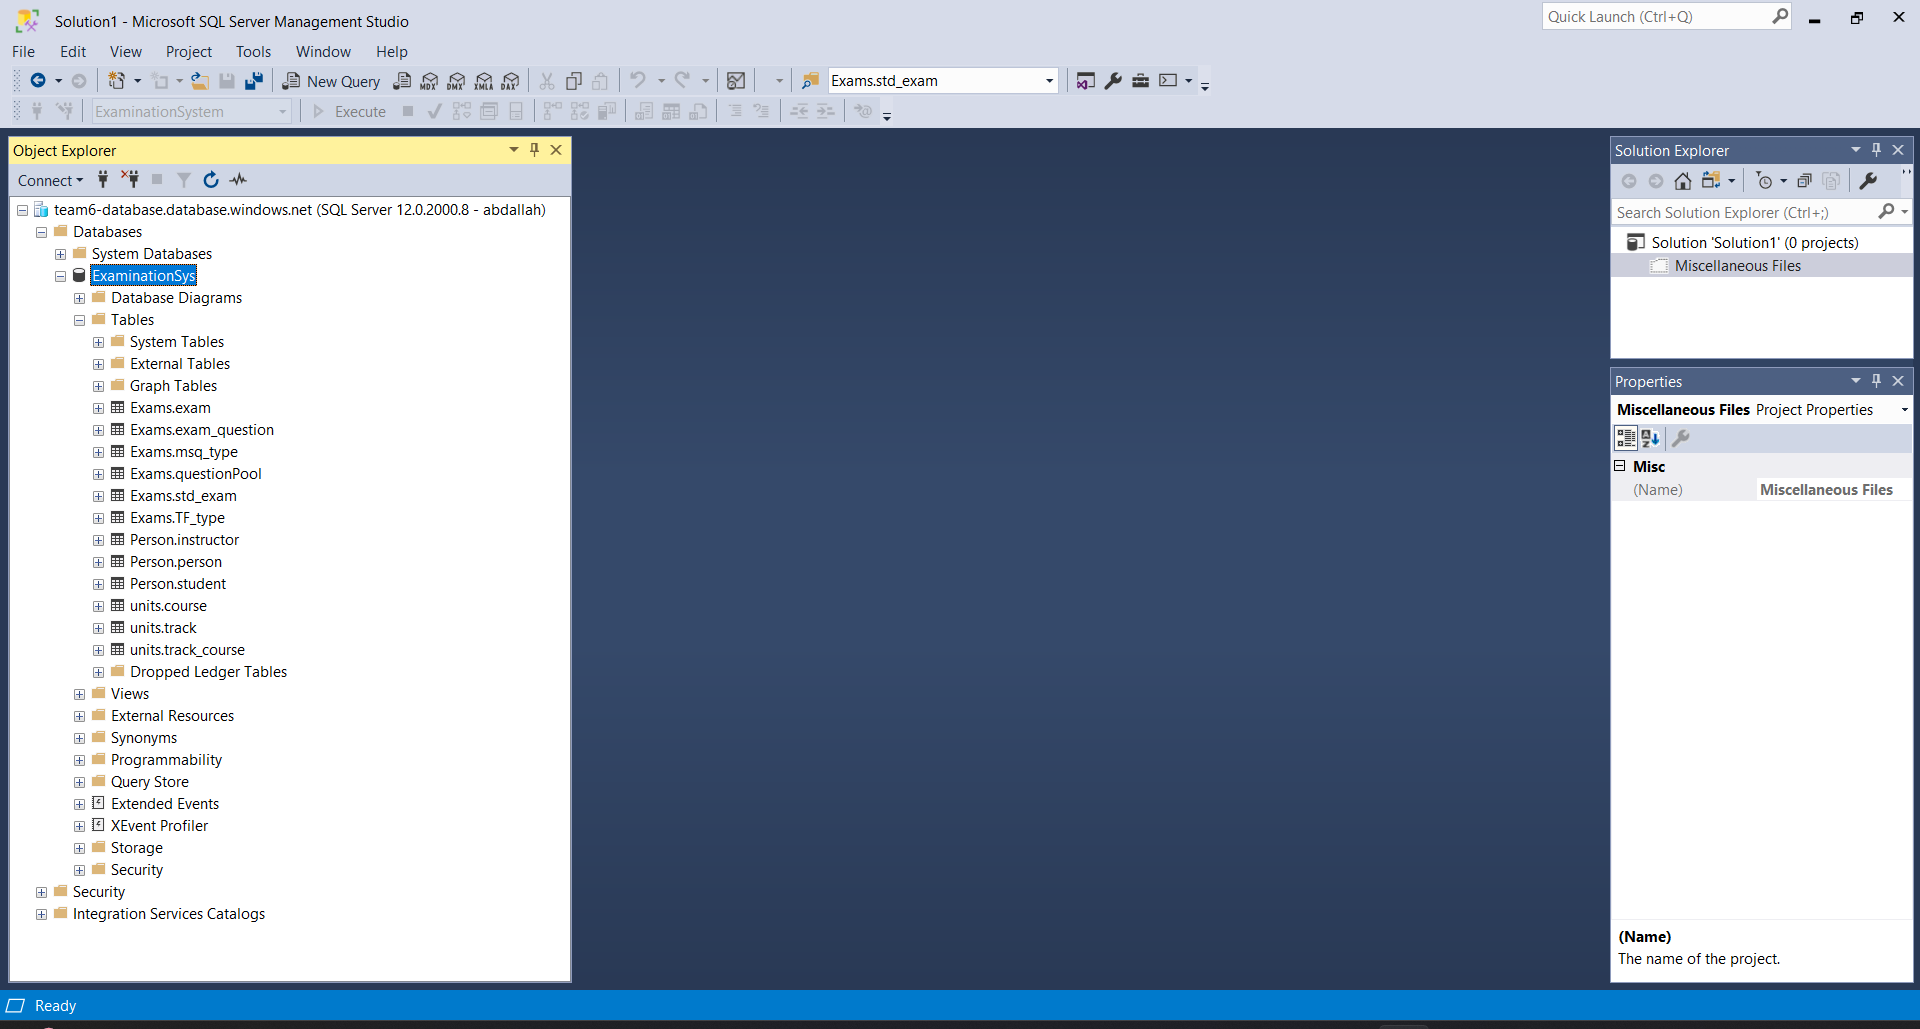 Solution1 - Microsoft SQL Server Management Studio
Quick Launch (Ctrl+Q)
File Edit View Project Tools Window Help
New Query MDX DMX XMLA DAX Exams.std_exam
ExaminationSystem Execute
Object Explorer
Connect
team6-database.database.windows.net (SQL Server 12.0.2000.8 - abdallah)
Databases
System Databases
ExaminationSys
Database Diagrams
Tables
System Tables
External Tables
Graph Tables
Exams.exam
Exams.exam_question
Exams.msq_type
Exams.questionPool
Exams.std_exam
Exams.TF_type
Person.instructor
Person.person
Person.student
units.course
units.track
units.track_course
Dropped Ledger Tables
Views
External Resources
Synonyms
Programmability
Query Store
Extended Events
XEvent Profiler
Storage
Security
Security
Integration Services Catalogs
Solution Explorer
Search Solution Explorer (Ctrl+;)
Solution 'Solution1' (0 projects)
Miscellaneous Files
Properties
Miscellaneous Files Project Properties
Misc
(Name) Miscellaneous Files
(Name)
The name of the project.
Ready